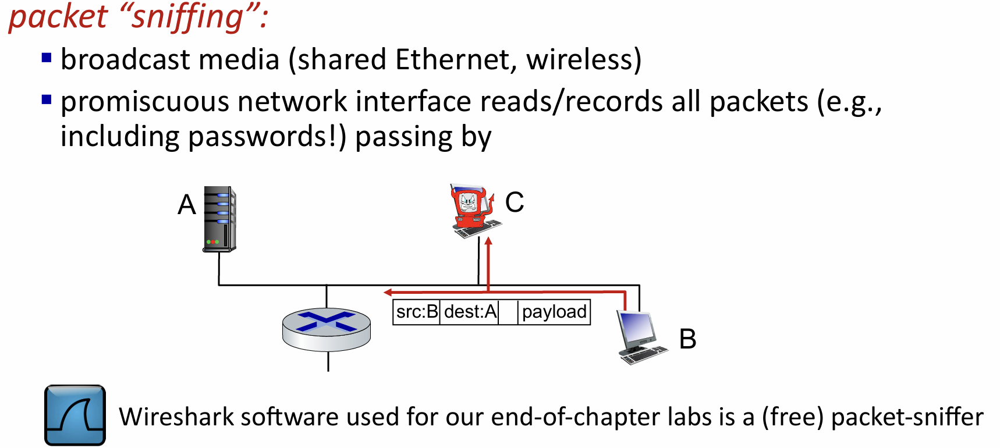 packet “sniffing”:
▪ broadcast media (shared Ethernet, wireless)
▪ promiscuous network interface reads/records all packets (e.g.,
including passwords!) passing by
A
C
src:B dest:A payload
B
Wireshark software used for our end-of-chapter labs is a (free) packet-sniffer